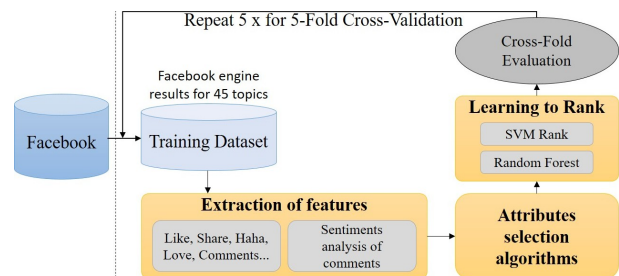 Repeat 5 x for 5-Fold Cross-Validation
Cross-Fold
Evaluation
Facebook engine
results for 45 topics
Facebook
Training Dataset
Learning to Rank
SVM Rank
Random Forest
Extraction of features
Like, Share, Haha,
Love, Comments...
Sentiments
analysis of
comments
Attributes
selection
algorithms